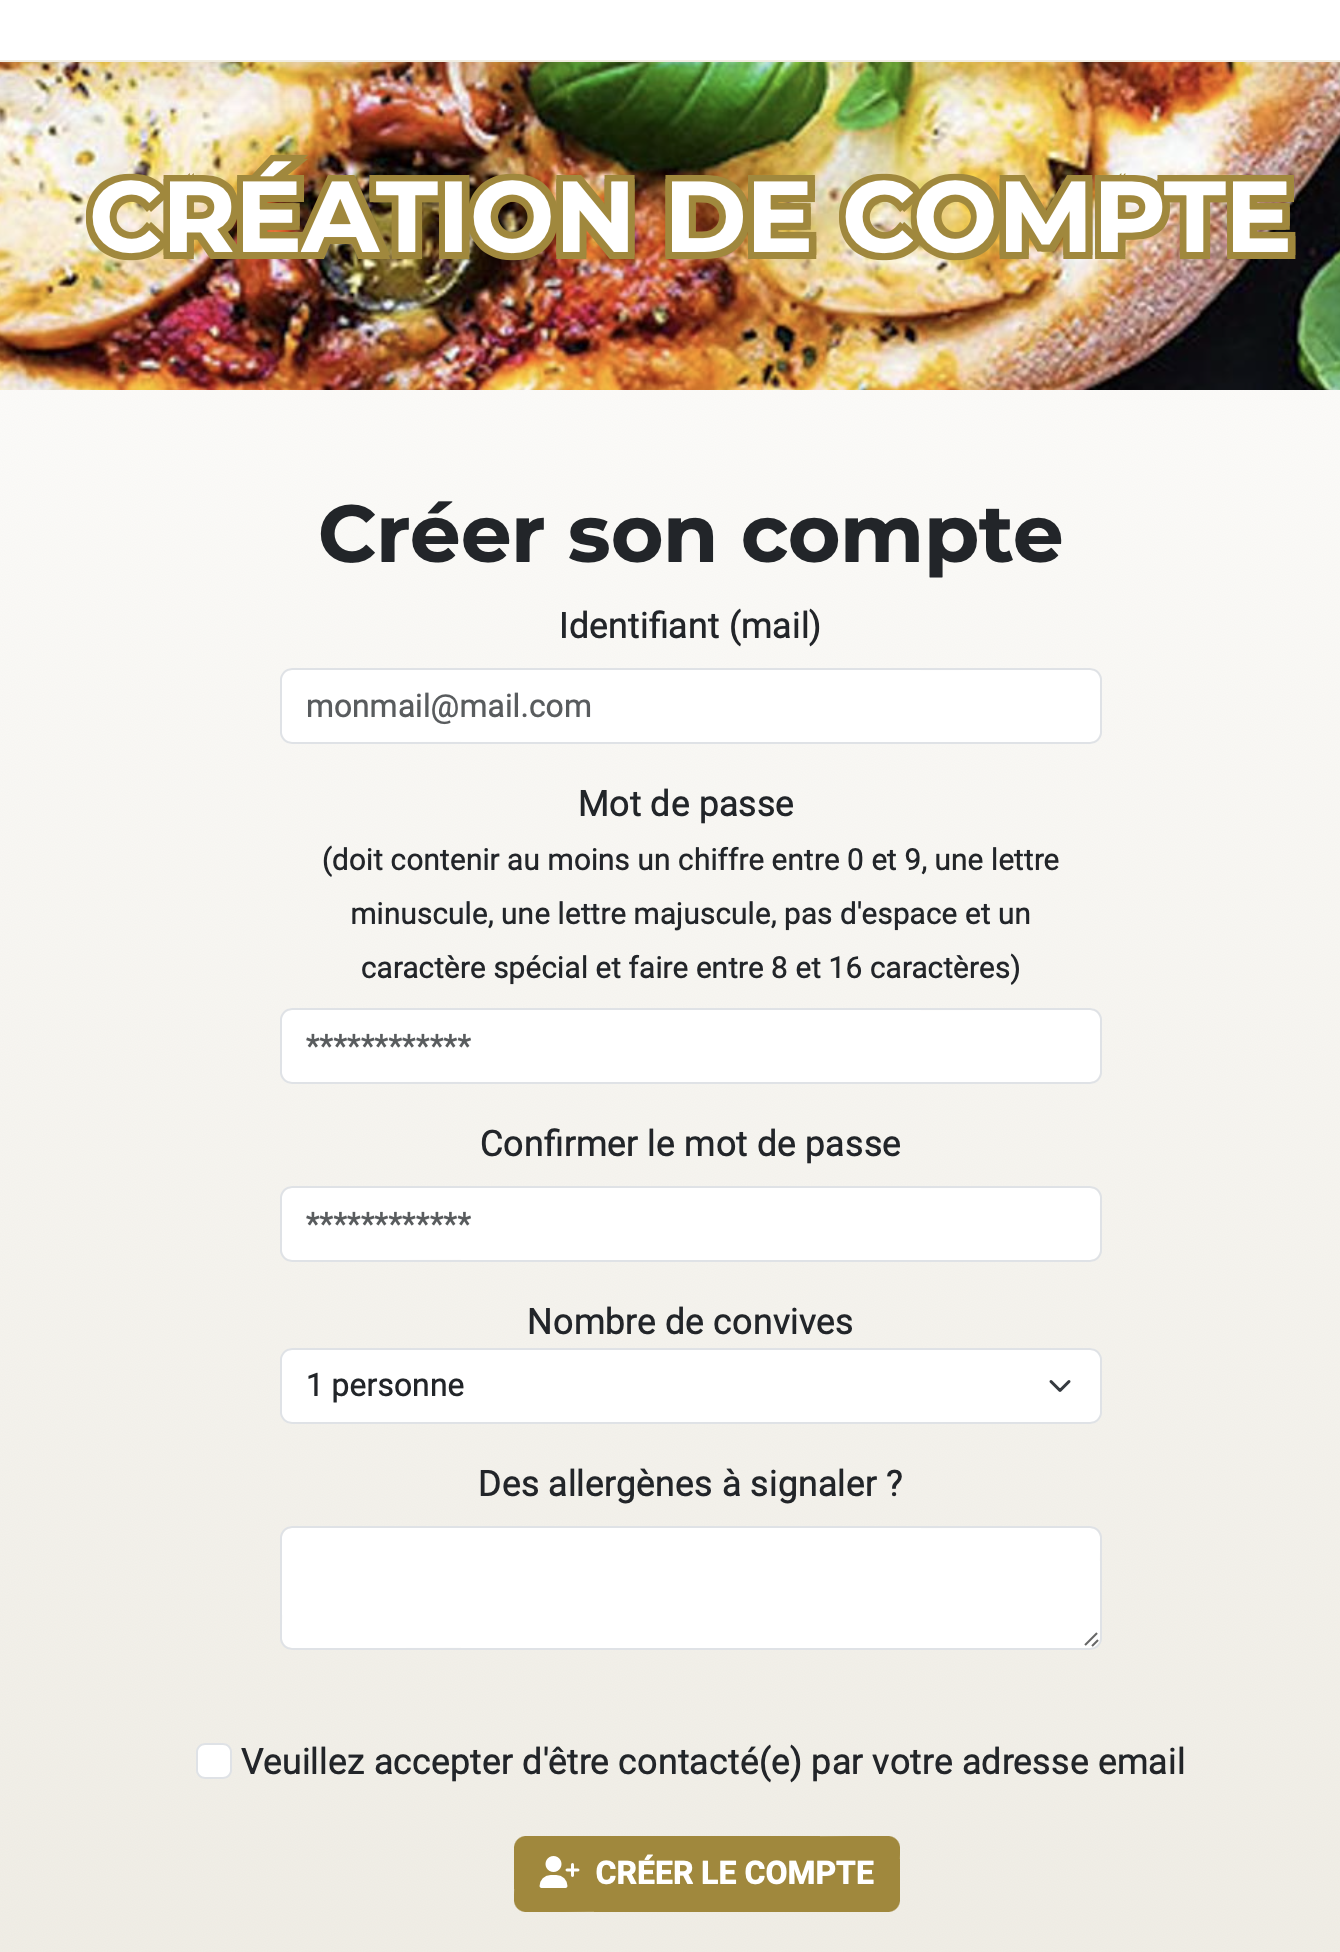 CRÉATION DE COMPTE
Créer son compte
Identifiant (mail)
monmail@mail.com
Mot de passe
(doit contenir au moins un chiffre entre 0 et 9, une lettre
minuscule, une lettre majuscule, pas d'espace et un
caractère spécial et faire entre 8 et 16 caractères)
************
Confirmer le mot de passe
************
Nombre de convives
1 personne
Des allergènes à signaler ?
Veuillez accepter d'être contacté(e) par votre adresse email
CRÉER LE COMPTE